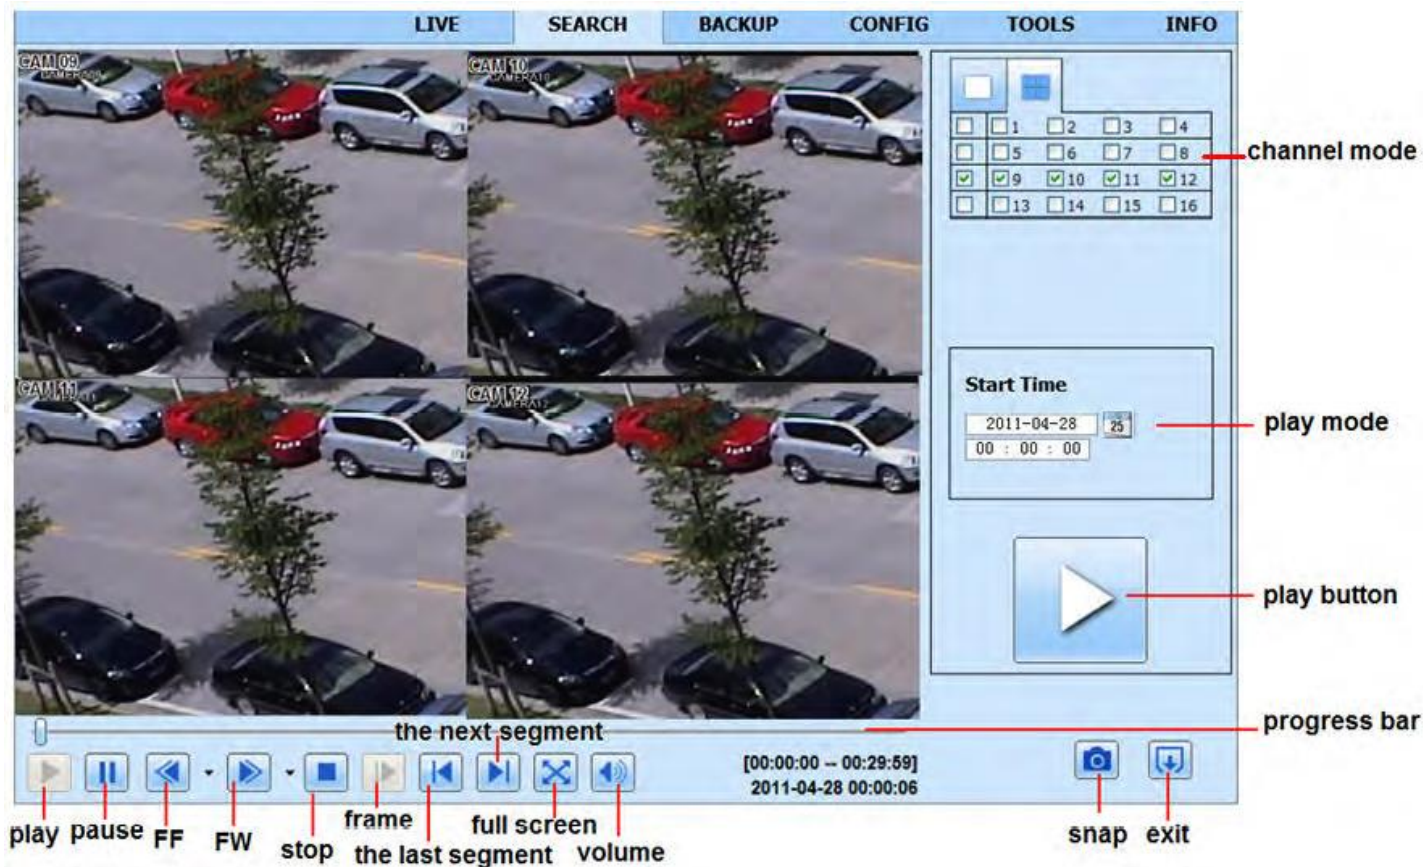 LIVE SEARCH BACKUP CONFIG TOOLS INFO
CAM 09
CAMERA09
CAM 10
CAMERA10
1 2 3 4
5 6 7 8
channel mode
9 10 11 12
13 14 15 16
CAM 11
CAM 12
CAMERA12
Start Time
2011-04-28 25
play mode
00 : 00 : 00
play button
progress bar
the next segment
[00:00:00 -- 00:29:59]
2011-04-28 00:00:06
play pause FF FW stop frame the last segment full screen volume snap exit